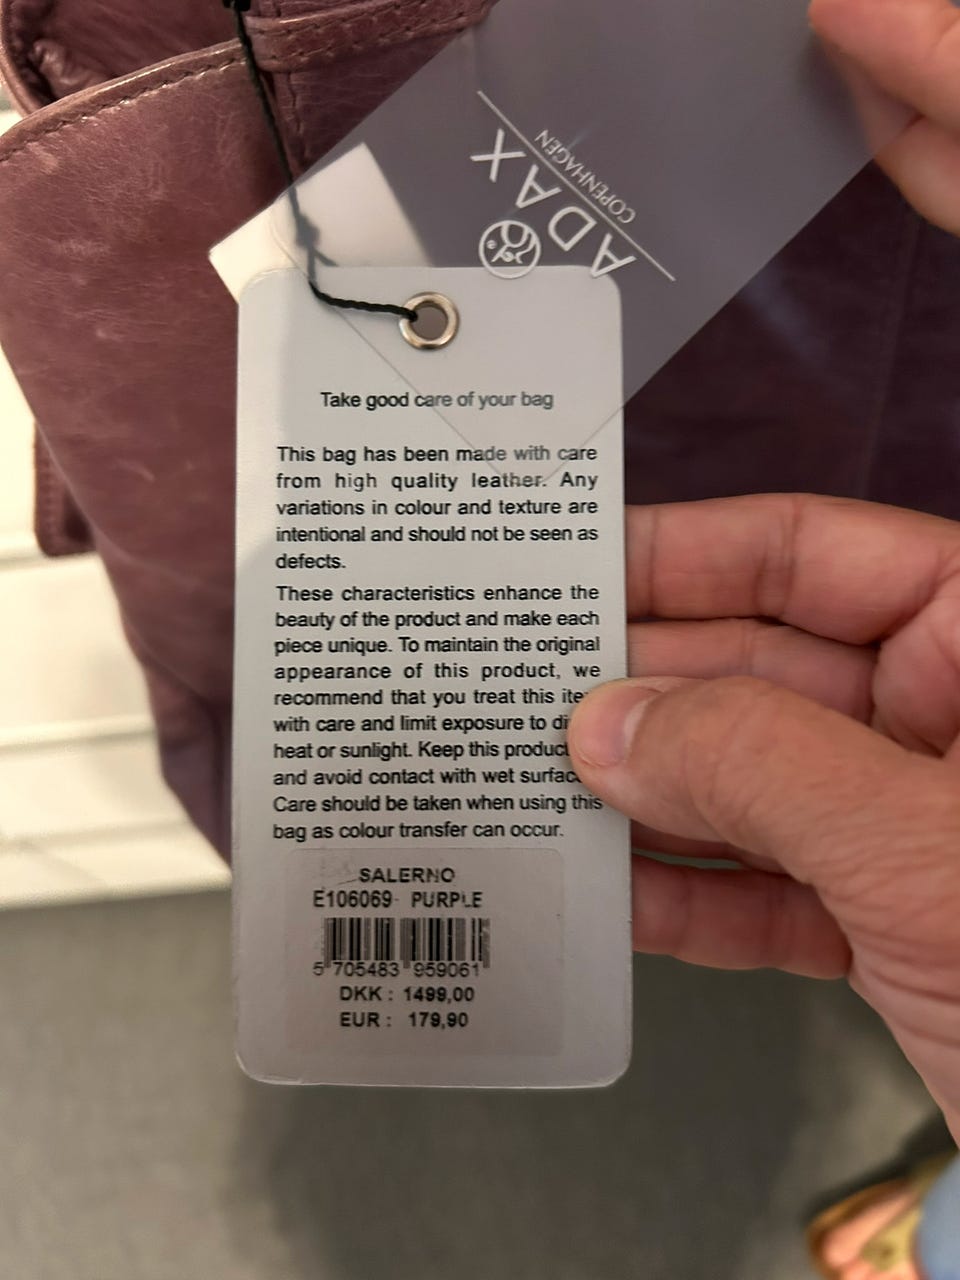 ADAX
COPENHAGEN
Take good care of your bag
This bag has been made with care
from high quality leather. Any
variations in colour and texture are
intentional and should not be seen as
defects.
These characteristics enhance the
beauty of the product and make each
piece unique. To maintain the original
appearance of this product, we
recommend that you treat this
with care and limit exposure to
heat or sunlight. Keep this product
and avoid contact with wet
Care should be taken when using this
bag as colour transfer can occur.
SALERNO
E106069 PURPLE
5 705483 959061
DKK : 1499,00
EUR : 179,90